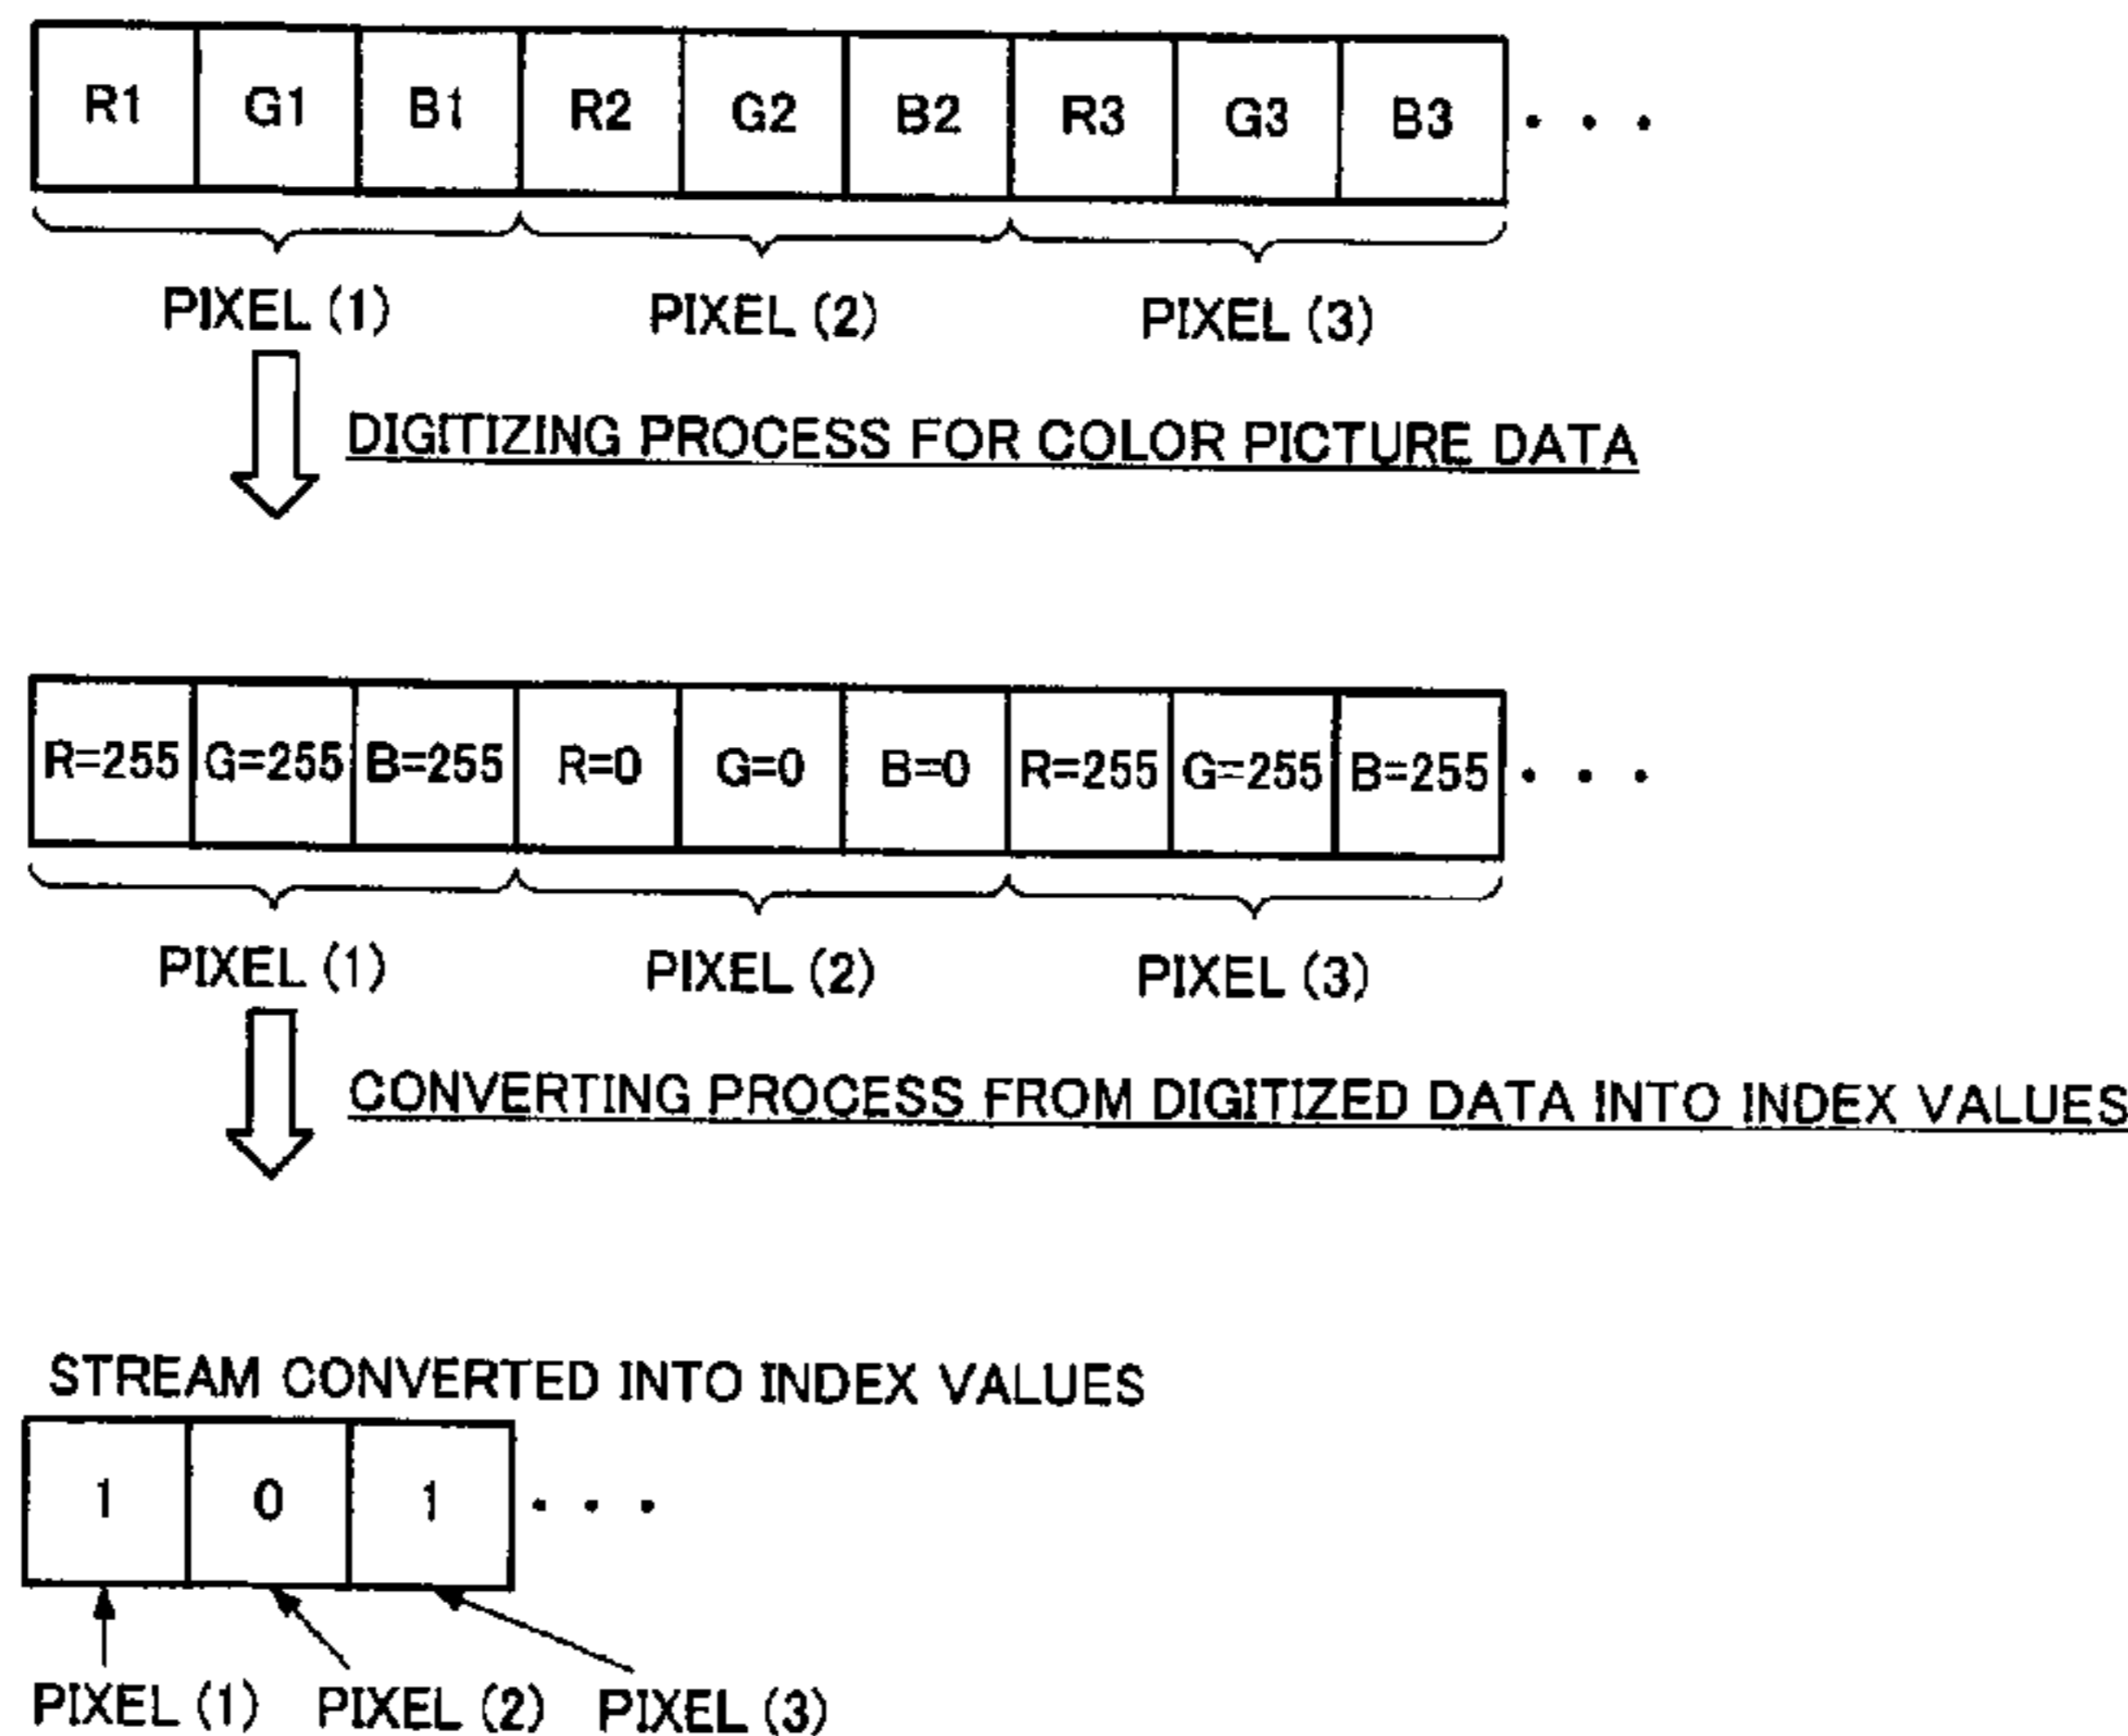 R1 G1 B1 R2 G2 B2 R3 G3 B3 • • •
PIXEL (1) PIXEL (2) PIXEL (3)
DIGITIZING PROCESS FOR COLOR PICTURE DATA
R=255 G=255 B=255 R=0 G=0 B=0 R=255 G=255 B=255 • • •
PIXEL (1) PIXEL (2) PIXEL (3)
CONVERTING PROCESS FROM DIGITIZED DATA INTO INDEX VALUES
STREAM CONVERTED INTO INDEX VALUES
1 0 1 • • •
PIXEL (1) PIXEL (2) PIXEL (3)